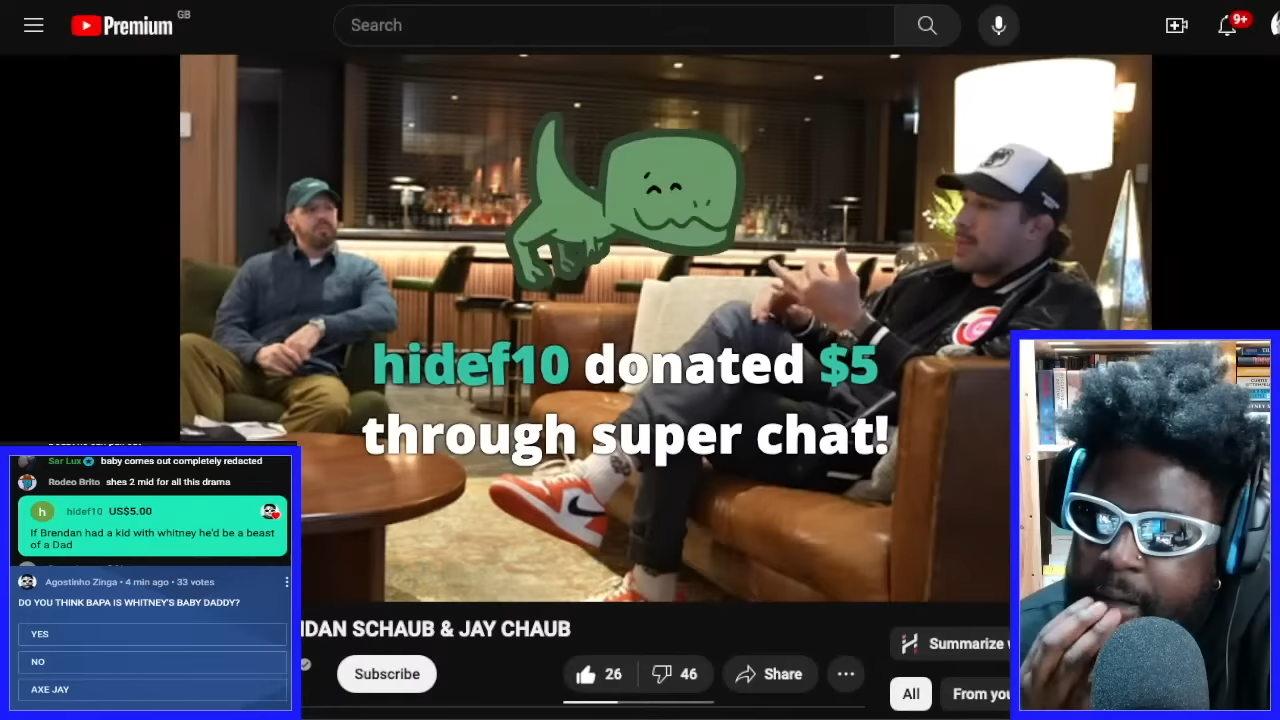 Premium GB
Search
9+
hidef10 donated $5
through super chat!
Sar Lux baby comes out completely redacted
Rodeo Brito shes 2 mid for all this drama
h hidef10 US$5.00
If Brendan had a kid with whitney he'd be a beast
of a Dad
Agostinho Zinga • 4 min ago • 33 votes
DO YOU THINK BAPA IS WHITNEY'S BABY DADDY?
YES
NO
AXE JAY
IDAN SCHAUB & JAY CHAUB
Subscribe
26
46
Share
Summarize
All
From you